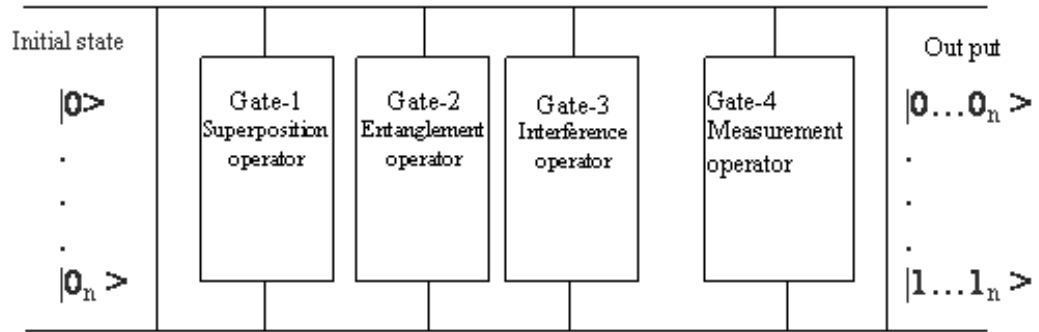 Initial state
|0>
.
.
.
|0n >
Gate-1
Superposition
operator
Gate-2
Entanglement
operator
Gate-3
Interference
operator
Gate-4
Measurement
operator
Out put
|0...0n >
.
.
.
|1...1n >